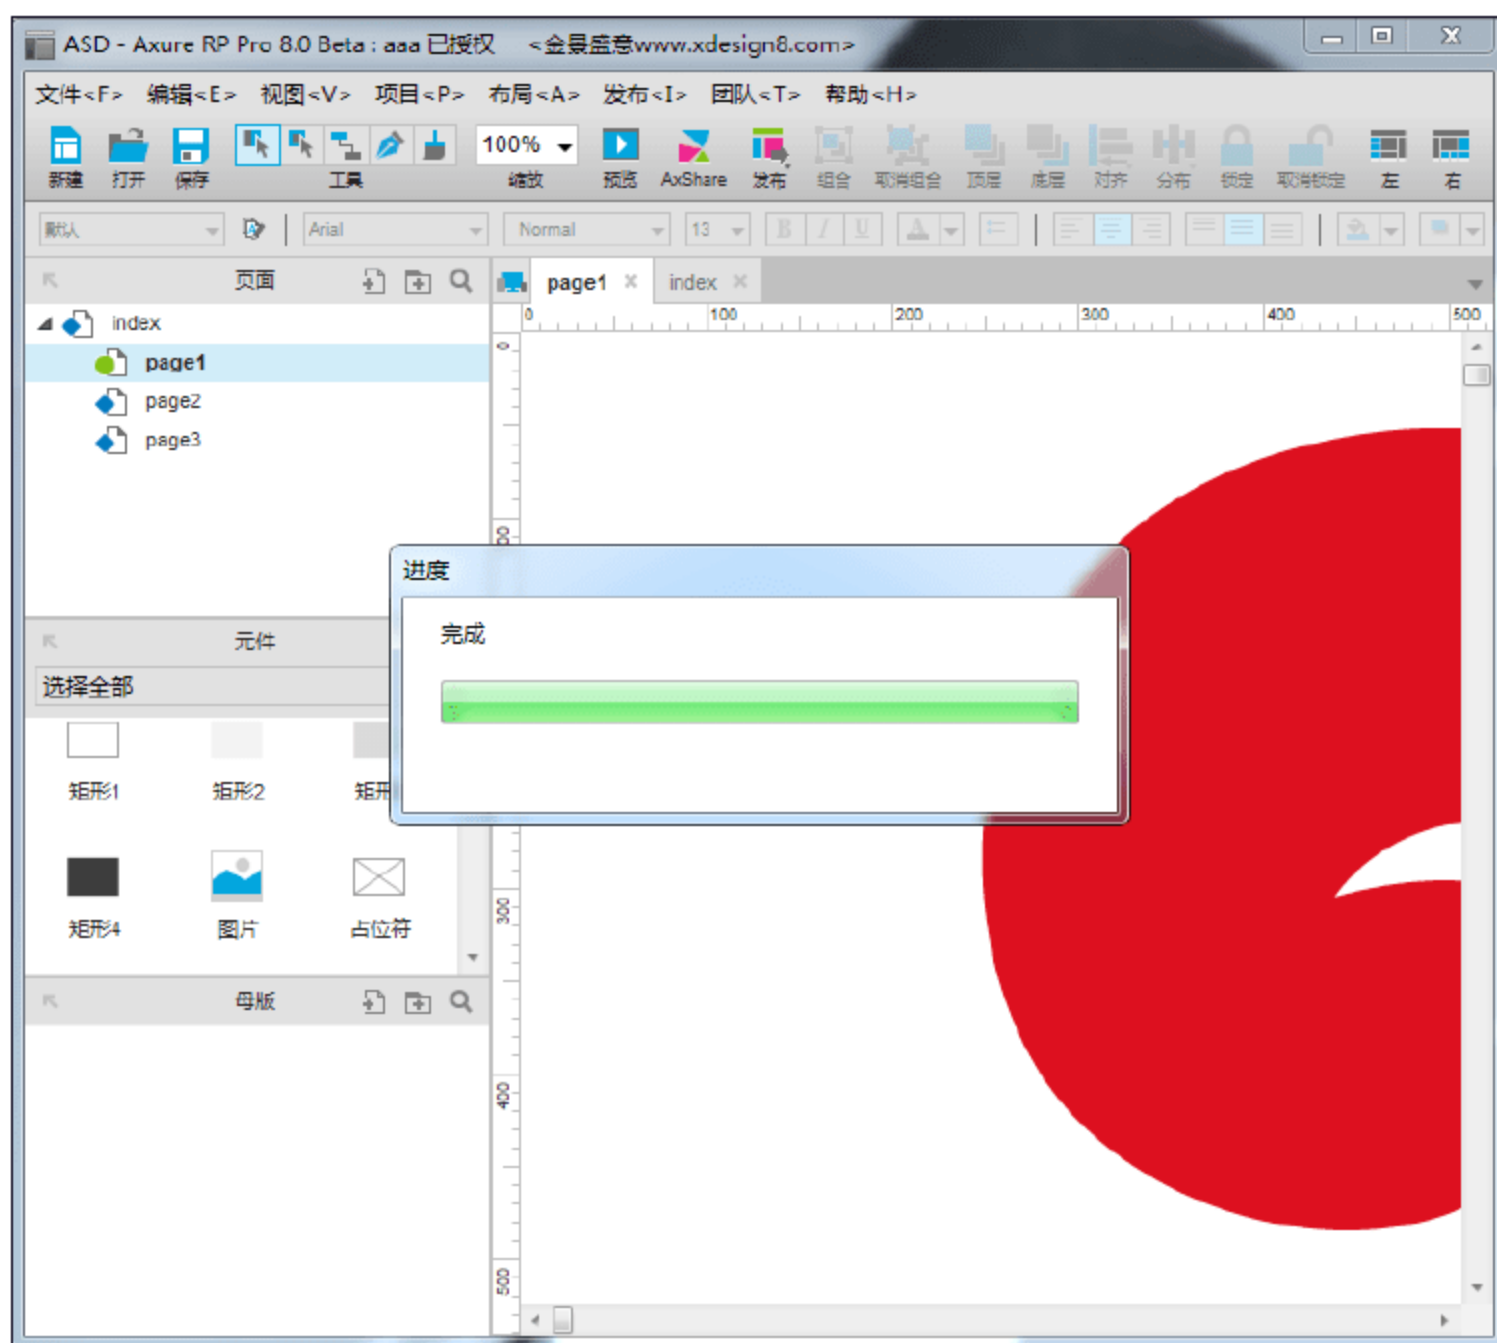 ASD - Axure RP Pro 8.0 Beta : aaa 已授权 <金景盛意www.xdesign8.com>
文件<F> 编辑<E> 视图<V> 项目<P> 布局<A> 发布<I> 团队<T> 帮助<H>
100%
新建 打开 保存 工具 缩放 预览 AxShare 发布 组合 取消组合 顶层 底层 对齐 分布 锁定 取消锁定 左 右
默认 Arial Normal 13 B I U A
页面
page1 index
0 100 200 300 400 500
index
page1
page2
page3
0
进度
完成
元件
选择全部
矩形1 矩形2 矩形
矩形4 图片 占位符
300
母版
400
500